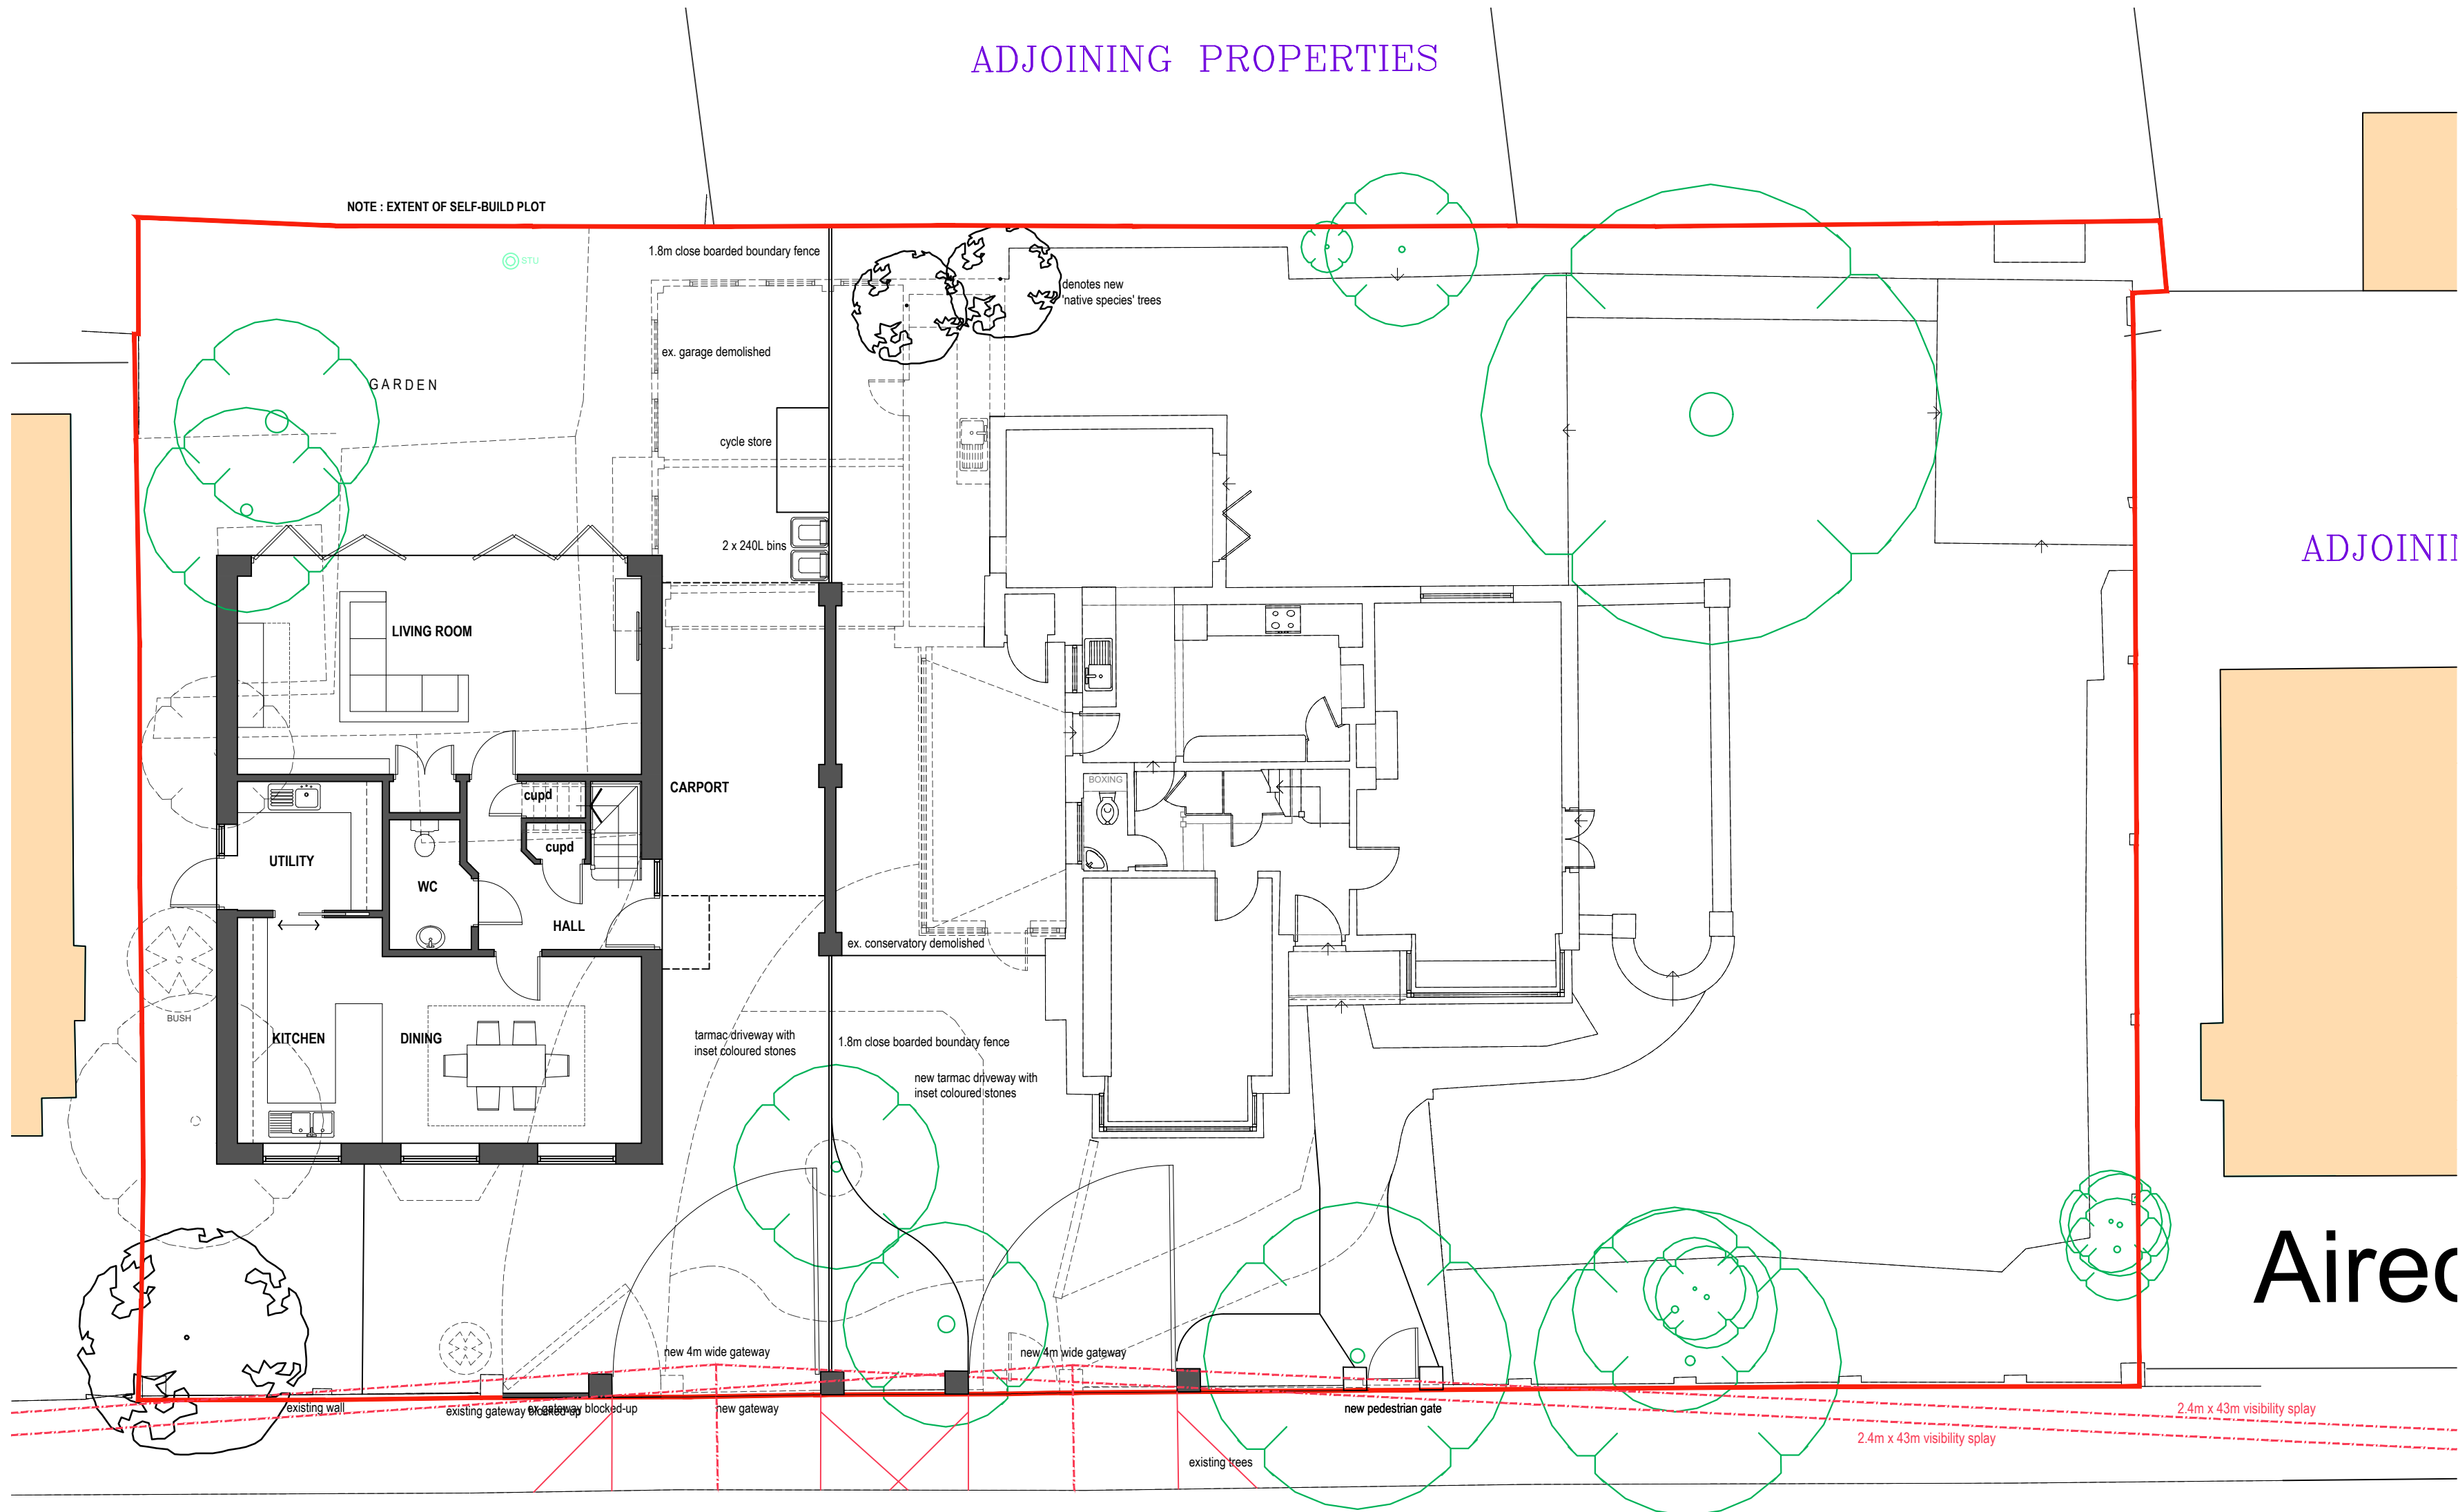 ADJOINING PROPERTIES
NOTE : EXTENT OF SELF-BUILD PLOT
1.8m close boarded boundary fence
STU
denotes new
'native species' trees
ex. garage demolished
GARDEN
cycle store
2 x 240L bins
ADJOINI
LIVING ROOM
CARPORT
BOXING
cupd
cupd
UTILITY
WC
HALL
ex. conservatory demolished
BUSH
KITCHEN
DINING
tarmac driveway with
inset coloured stones
1.8m close boarded boundary fence
new tarmac driveway with
inset coloured stones
Aired
new 4m wide gateway
new 4m wide gateway
existing wall
existing gateway blocked-up
ex gateway blocked-up
new gateway
new pedestrian gate
2.4m x 43m visibility splay
2.4m x 43m visibility splay
existing trees